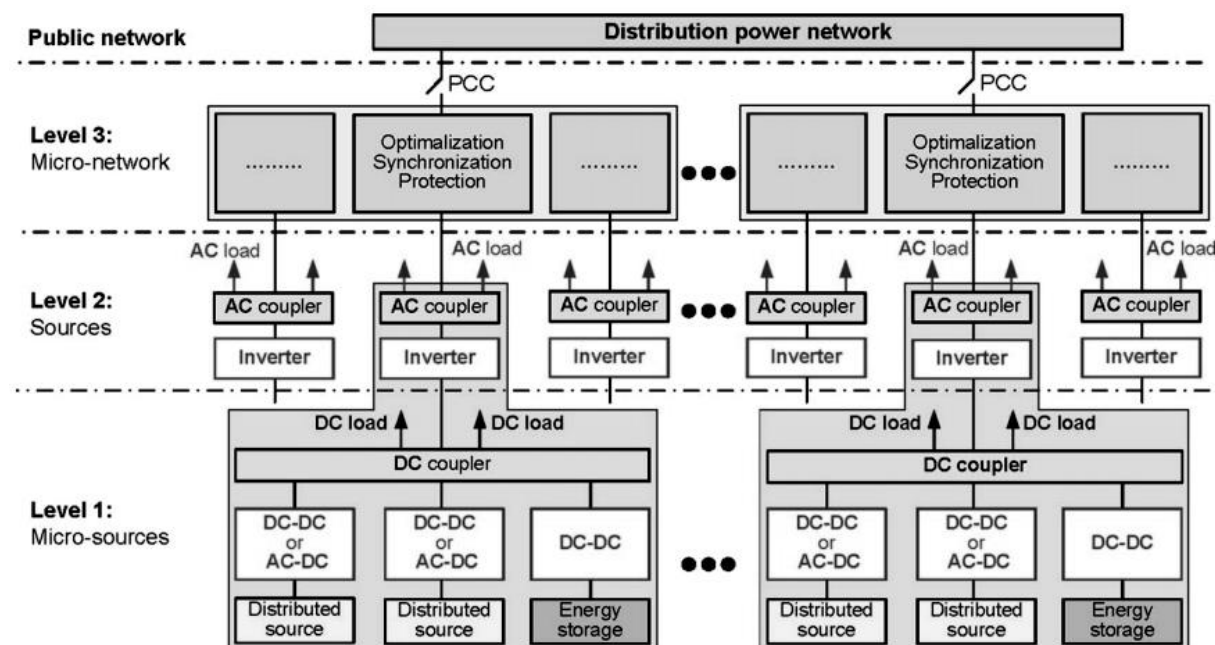 Public network
Distribution power network
PCC
PCC
Level 3:
Micro-network
.........
Optimalization
Synchronization
Protection
.........
.........
Optimalization
Synchronization
Protection
.........
AC load
AC load
AC load
AC load
Level 2:
Sources
AC coupler
AC coupler
AC coupler
AC coupler
AC coupler
AC coupler
Inverter
Inverter
Inverter
Inverter
Inverter
Inverter
DC load
DC load
DC load
DC load
DC coupler
DC coupler
Level 1:
Micro-sources
DC-DC
or
AC-DC
DC-DC
or
AC-DC
DC-DC
DC-DC
or
AC-DC
DC-DC
or
AC-DC
DC-DC
Distributed
source
Distributed
source
Energy
storage
Distributed
source
Distributed
source
Energy
storage